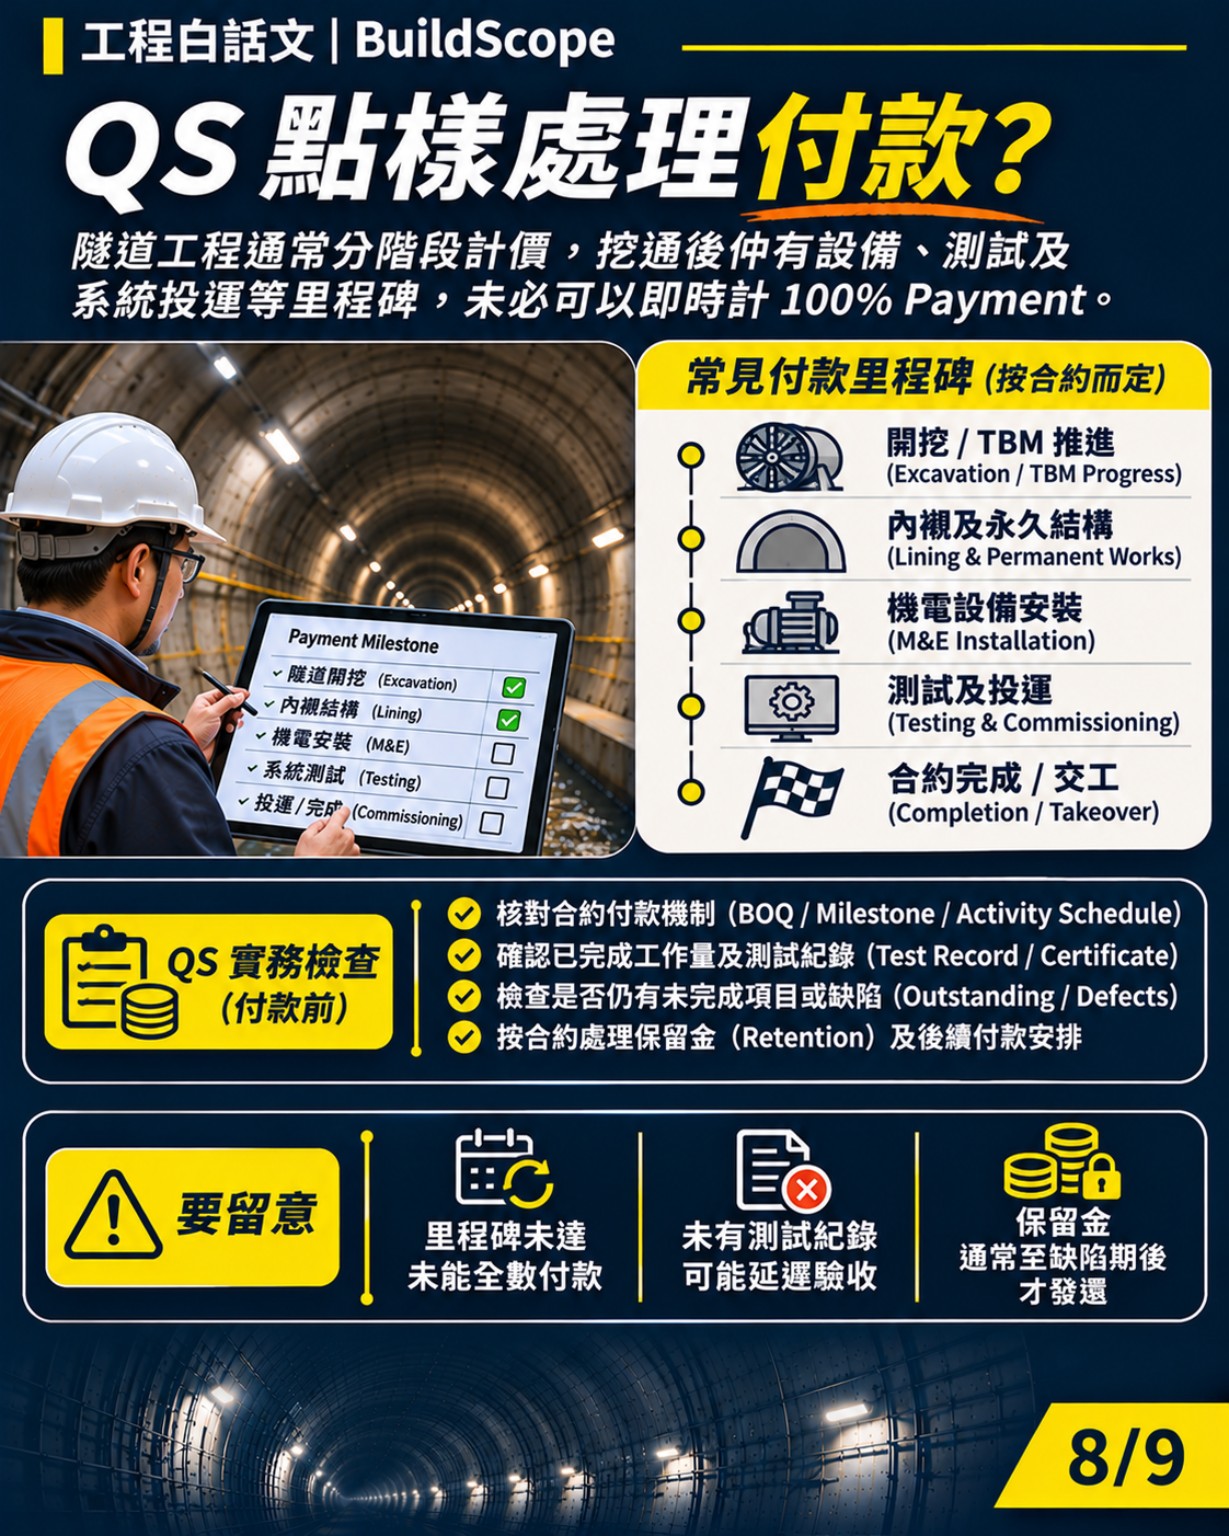 工程白話文 | BuildScope
QS 點樣處理付款?
隧道工程通常分階段計價，挖通後仲有設備、測試及
系統投運等里程碑，未必可以即時計 100% Payment。
Payment Milestone
隧道開挖 (Excavation)
內襯結構 (Lining)
機電安裝 (M&E)
系統測試 (Testing)
投運/完成 (Commissioning)
常見付款里程碑 (按合約而定)
開挖 / TBM 推進
(Excavation / TBM Progress)
內襯及永久結構
(Lining & Permanent Works)
機電設備安裝
(M&E Installation)
測試及投運
(Testing & Commissioning)
合約完成 / 交工
(Completion / Takeover)
QS 實務檢查
(付款前)
核對合約付款機制（BOQ / Milestone / Activity Schedule）
確認已完成工作量及測試紀錄（Test Record / Certificate）
檢查是否仍有未完成項目或缺陷（Outstanding / Defects）
按合約處理保留金（Retention）及後續付款安排
要留意
里程碑未達
未能全數付款
未有測試紀錄
可能延遲驗收
保留金
通常至缺陷期後
才發還
8/9